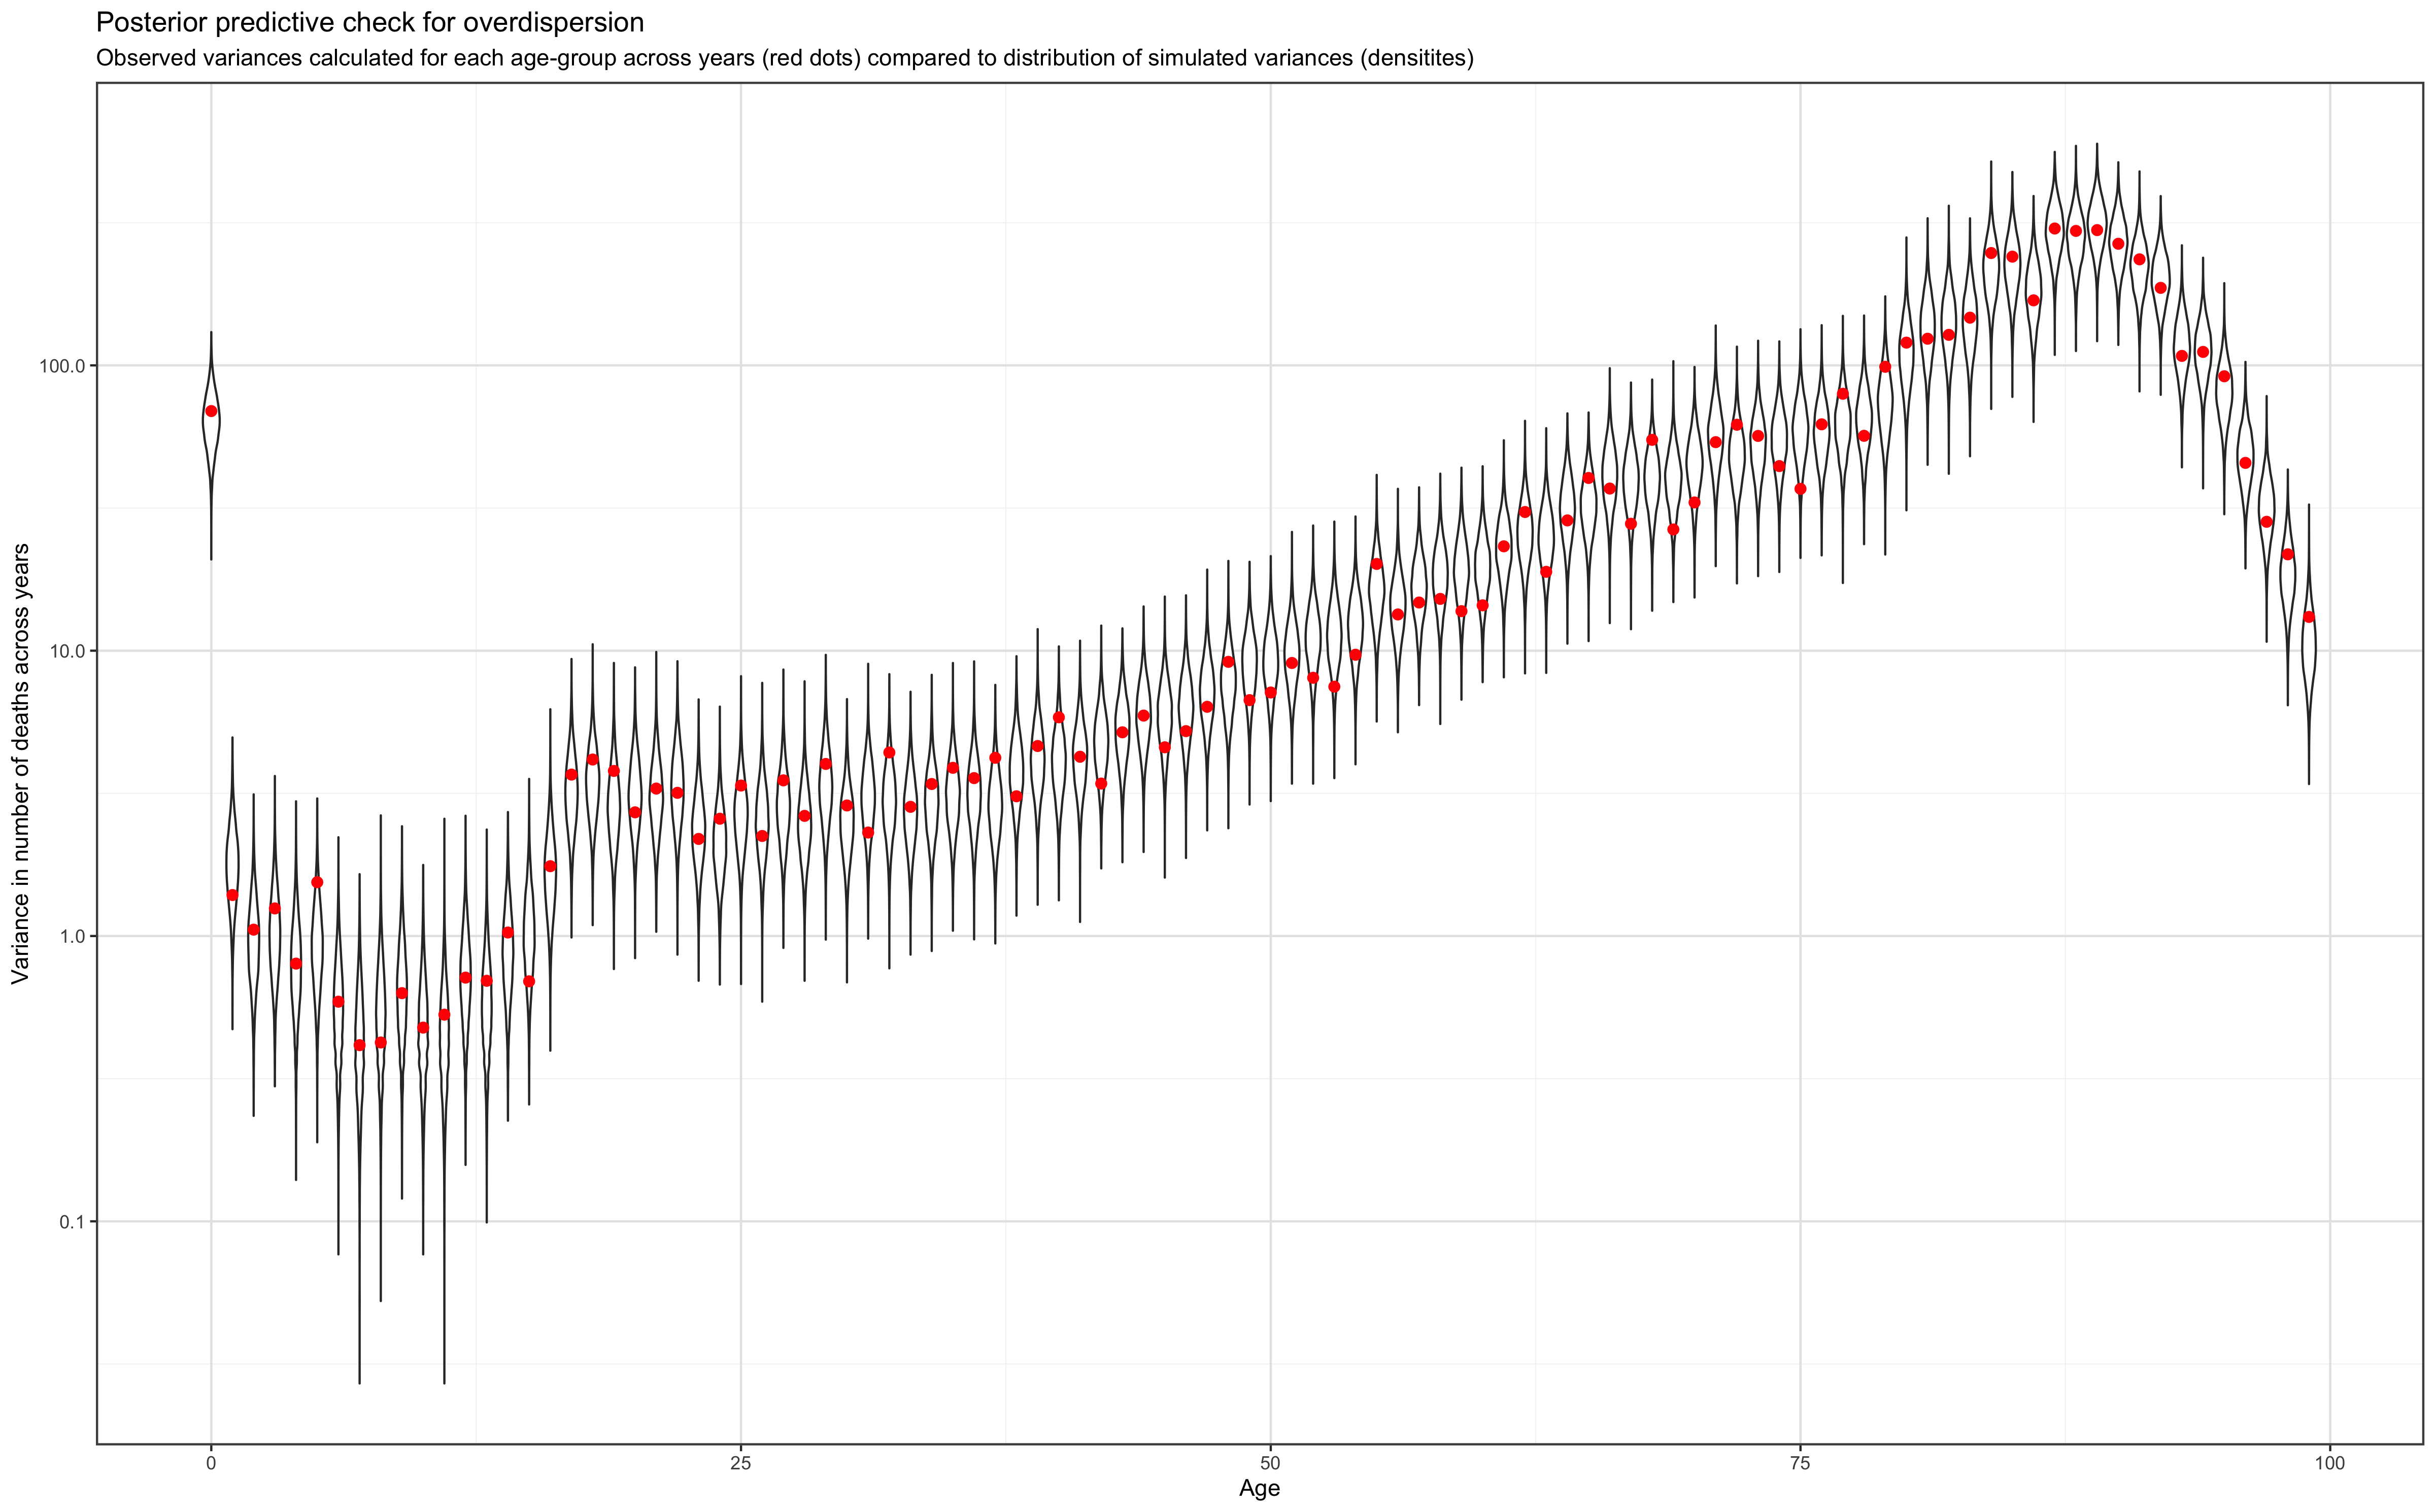 Posterior predictive check for overdispersion
Observed variances calculated for each age-group across years (red dots) compared to distribution of simulated variances (densitites)
Variance in number of deaths across years
100.0
10.0
1.0
0.1
0
25
50
75
100
Age